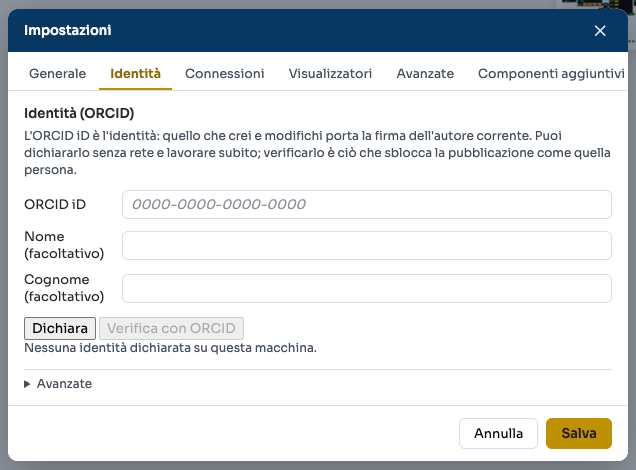 Impostazioni
Generale Identità Connessioni Visualizzatori Avanzate Componenti aggiuntivi
Identità (ORCID)
L'ORCID iD è l'identità: quello che crei e modifichi porta la firma dell'autore corrente. Puoi
dichiararlo senza rete e lavorare subito; verificarlo è ciò che sblocca la pubblicazione come quella
persona.
ORCID iD 0000-0000-0000-0000
Nome
(facoltativo)
Cognome
(facoltativo)
Dichiara Verifica con ORCID
Nessuna identità dichiarata su questa macchina.
Avanzate
Annulla Salva